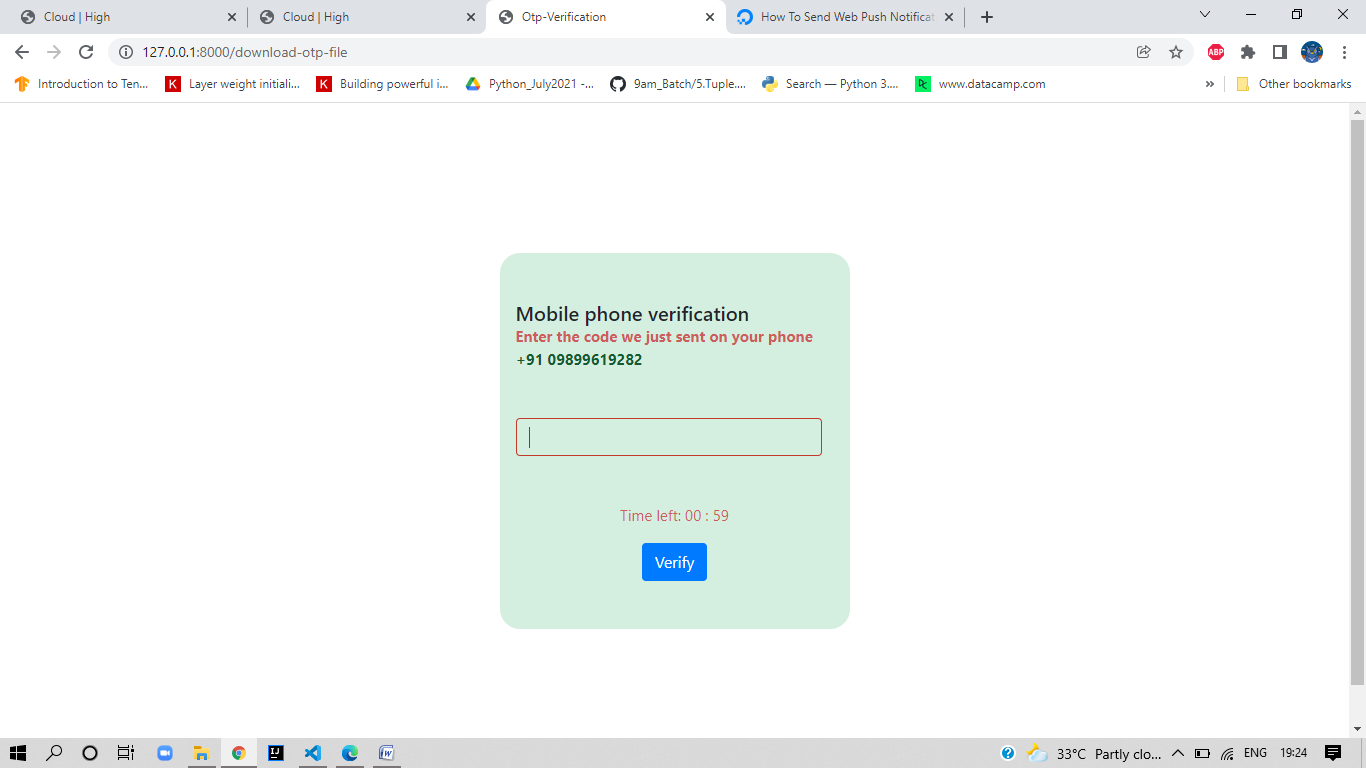 Cloud | High
Cloud | High
Otp-Verification
How To Send Web Push Notificat
127.0.0.1:8000/download-otp-file
ABP
Introduction to Ten...
K
Layer weight initiali...
K
Building powerful i...
Python_July2021 -...
9am_Batch/5.Tuple....
Search — Python 3....
www.datacamp.com
»
Other bookmarks
Mobile phone verification
Enter the code we just sent on your phone
+91 09899619282
Time left: 00 : 59
Verify
33°C Partly clo...
ENG
19:24